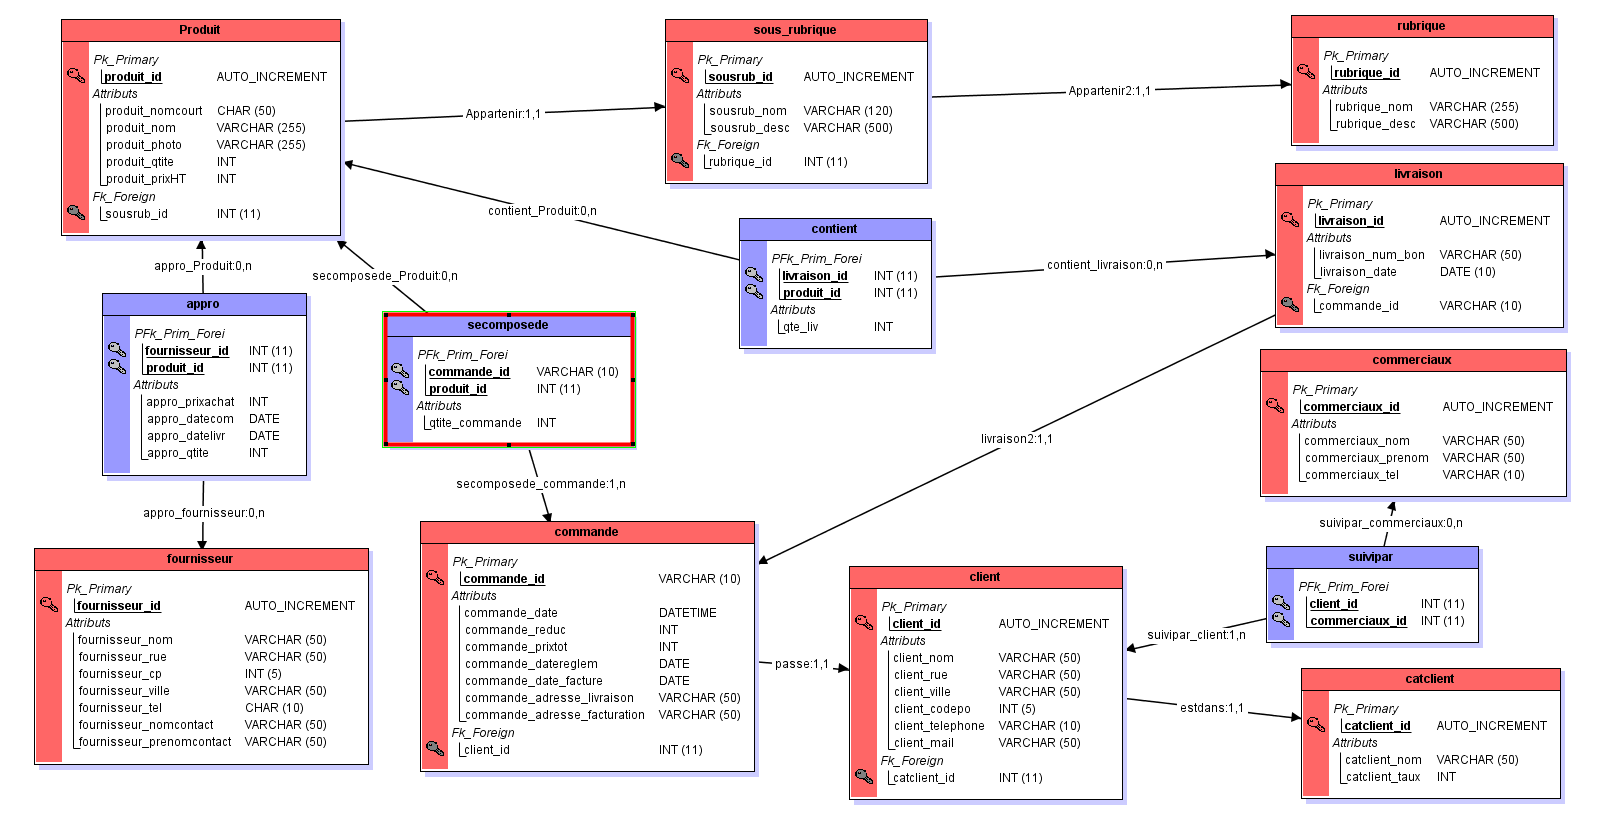 Produit
Pk_Primary
produit_id AUTO_INCREMENT
Attributs
produit_nomcourt CHAR (50)
produit_nom VARCHAR (255)
produit_photo VARCHAR (255)
produit_qtite INT
produit_prixHT INT
Fk_Foreign
sousrub_id INT (11)
Appartenir:1,1
sous_rubrique
Pk_Primary
sousrub_id AUTO_INCREMENT
Attributs
sousrub_nom VARCHAR (120)
sousrub_desc VARCHAR (500)
Fk_Foreign
rubrique_id INT (11)
Appartenir2:1,1
rubrique
Pk_Primary
rubrique_id AUTO_INCREMENT
Attributs
rubrique_nom VARCHAR (255)
rubrique_desc VARCHAR (500)
contient_Produit:0,n
contient
PFk_Prim_Forei
livraison_id INT (11)
produit_id INT (11)
Attributs
qte_liv INT
contient_livraison:0,n
livraison
Pk_Primary
livraison_id AUTO_INCREMENT
Attributs
livraison_num_bon VARCHAR (50)
livraison_date DATE (10)
Fk_Foreign
commande_id VARCHAR (10)
appro_Produit:0,n
secomposede_Produit:0,n
appro
PFk_Prim_Forei
fournisseur_id INT (11)
produit_id INT (11)
Attributs
appro_prixachat INT
appro_datecom DATE
appro_datelivr DATE
appro_qtite INT
secomposede
PFk_Prim_Forei
commande_id VARCHAR (10)
produit_id INT (11)
Attributs
qtite_commande INT
livraison2:1,1
commerciaux
Pk_Primary
commerciaux_id AUTO_INCREMENT
Attributs
commerciaux_nom VARCHAR (50)
commerciaux_prenom VARCHAR (50)
commerciaux_tel VARCHAR (10)
appro_fournisseur:0,n
secomposede_commande:1,n
suivipar_commerciaux:0,n
fournisseur
Pk_Primary
fournisseur_id AUTO_INCREMENT
Attributs
fournisseur_nom VARCHAR (50)
fournisseur_rue VARCHAR (50)
fournisseur_cp INT (5)
fournisseur_ville VARCHAR (50)
fournisseur_tel CHAR (10)
fournisseur_nomcontact VARCHAR (50)
fournisseur_prenomcontact VARCHAR (50)
commande
Pk_Primary
commande_id VARCHAR (10)
Attributs
commande_date DATETIME
commande_reduc INT
commande_prixtot INT
commande_datereglem DATE
commande_date_facture DATE
commande_adresse_livraison VARCHAR (50)
commande_adresse_facturation VARCHAR (50)
Fk_Foreign
client_id INT (11)
passe:1,1
client
Pk_Primary
client_id AUTO_INCREMENT
Attributs
client_nom VARCHAR (50)
client_rue VARCHAR (50)
client_ville VARCHAR (50)
client_codepo INT (5)
client_telephone VARCHAR (10)
client_mail VARCHAR (50)
Fk_Foreign
catclient_id INT (11)
suivipar
PFk_Prim_Forei
client_id INT (11)
commerciaux_id INT (11)
suivipar_client:1,n
estdans:1,1
catclient
Pk_Primary
catclient_id AUTO_INCREMENT
Attributs
catclient_nom VARCHAR (50)
catclient_taux INT